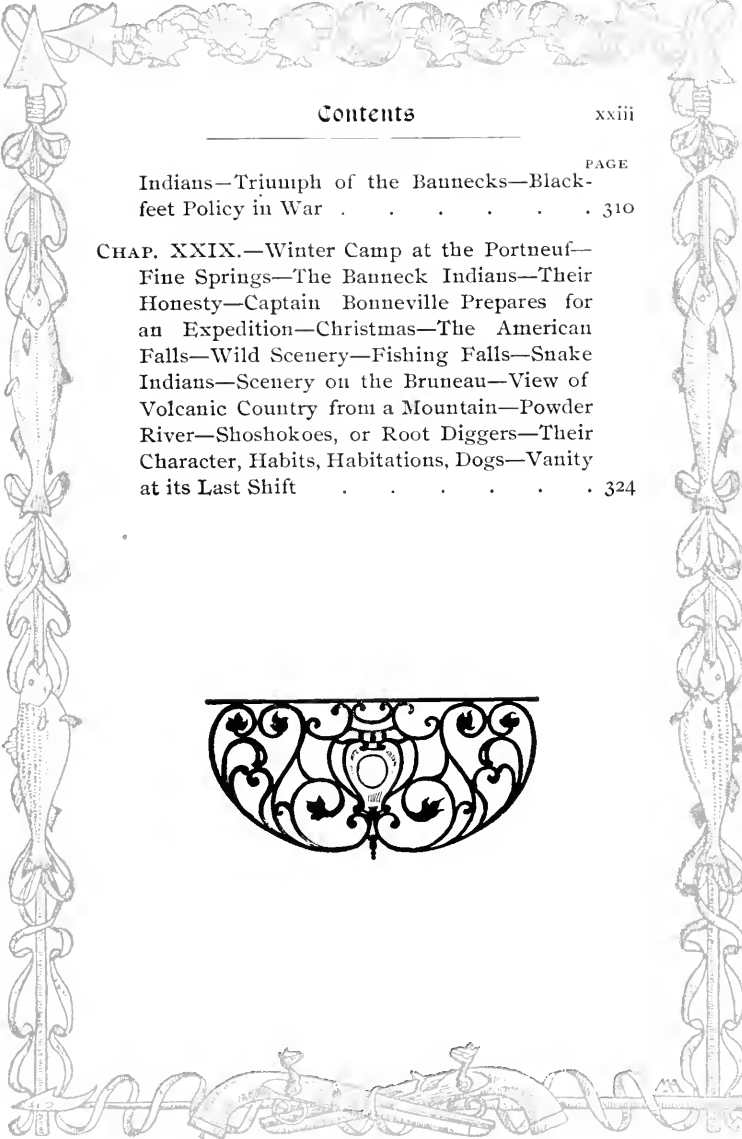 Contents xxiii
PAGE
Indians—Triumph of the Bannecks—Black-
feet Policy in War . . . . . . 310
CHAP. XXIX.—Winter Camp at the Portneuf—
Fine Springs—The Banneck Indians—Their
Honesty—Captain Bonneville Prepares for
an Expedition—Christmas—The American
Falls—Wild Scenery—Fishing Falls—Snake
Indians—Scenery on the Bruneau—View of
Volcanic Country from a Mountain—Powder
River—Shoshokoes, or Root Diggers—Their
Character, Habits, Habitations, Dogs—Vanity
at its Last Shift . . . . . . 324